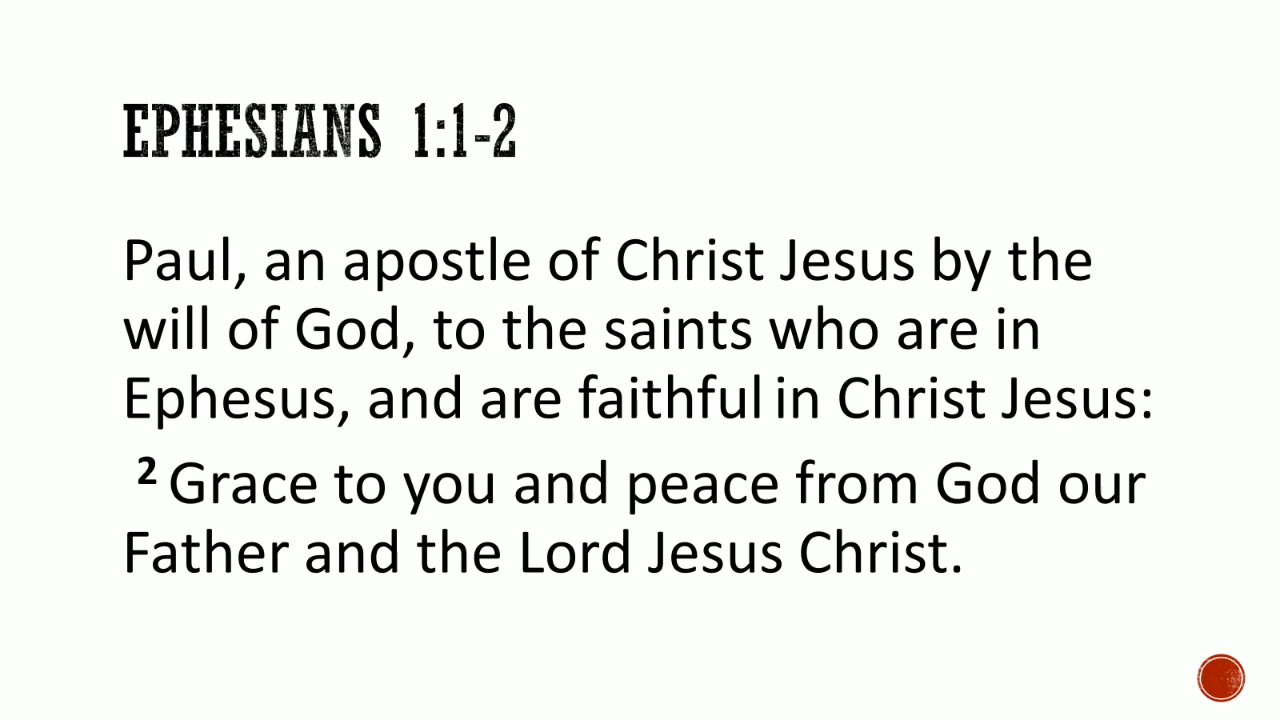 EPHESIANS 1:1-2
Paul, an apostle of Christ Jesus by the
will of God, to the saints who are in
Ephesus, and are faithful in Christ Jesus:
2 Grace to you and peace from God our
Father and the Lord Jesus Christ.